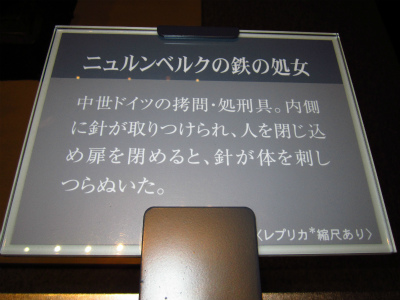 ニュルンベルクの鉄の処女
中世ドイツの拷問・処刑具。内側
に針が取りつけられ、人を閉じ込
め扉を閉めると、針が体を刺し
つらぬいた。
〈レプリカ*縮尺あり〉